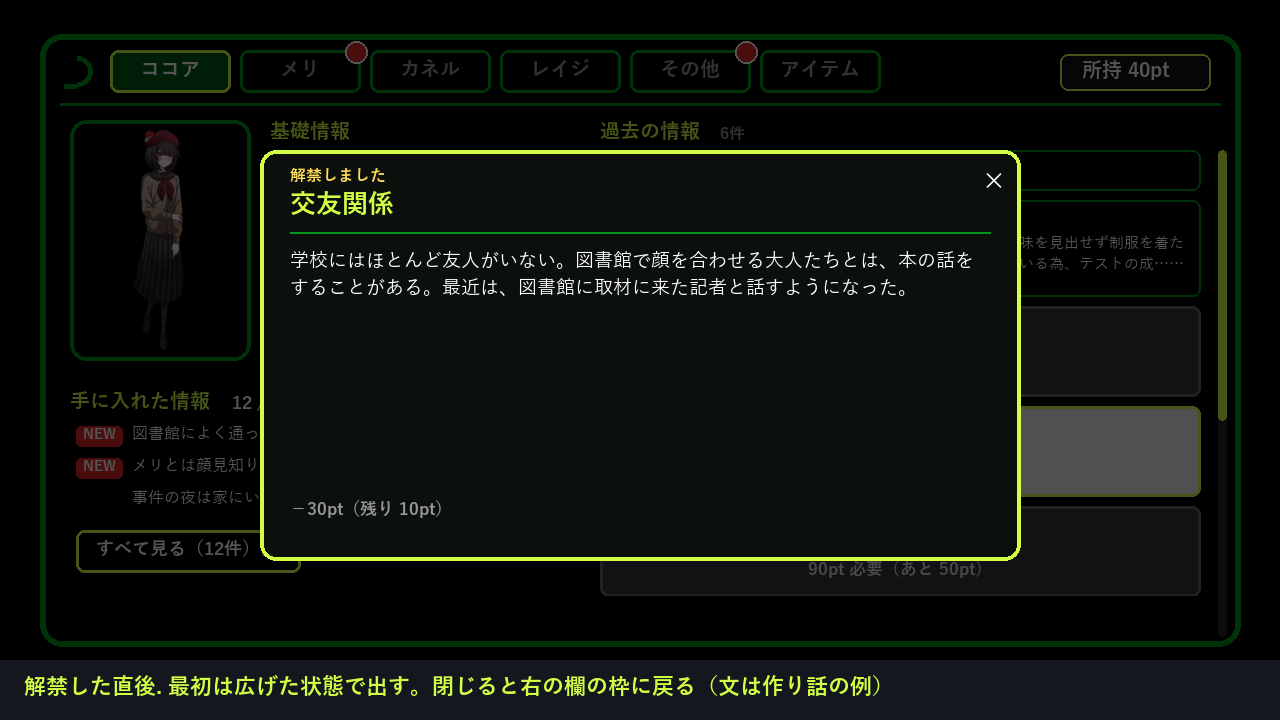 ココア
メリ
カネル
レイジ
その他
アイテム
所持 40pt
基礎情報
過去の情報 6件
解禁しました
交友関係
学校にはほとんど友人がいない。図書館で顔を合わせる大人たちとは、本の話を
することがある。最近は、図書館に取材に来た記者と話すようになった。
味を見出せず制服を着た
いる為、テストの成……
手に入れた情報 12
NEW 図書館によく通っ
NEW メリとは顔見知り
事件の夜は家にい
すべて見る（12件）
－30pt（残り 10pt）
90pt 必要（あと 50pt）
解禁した直後. 最初は広げた状態で出す。閉じると右の欄の枠に戻る（文は作り話の例）